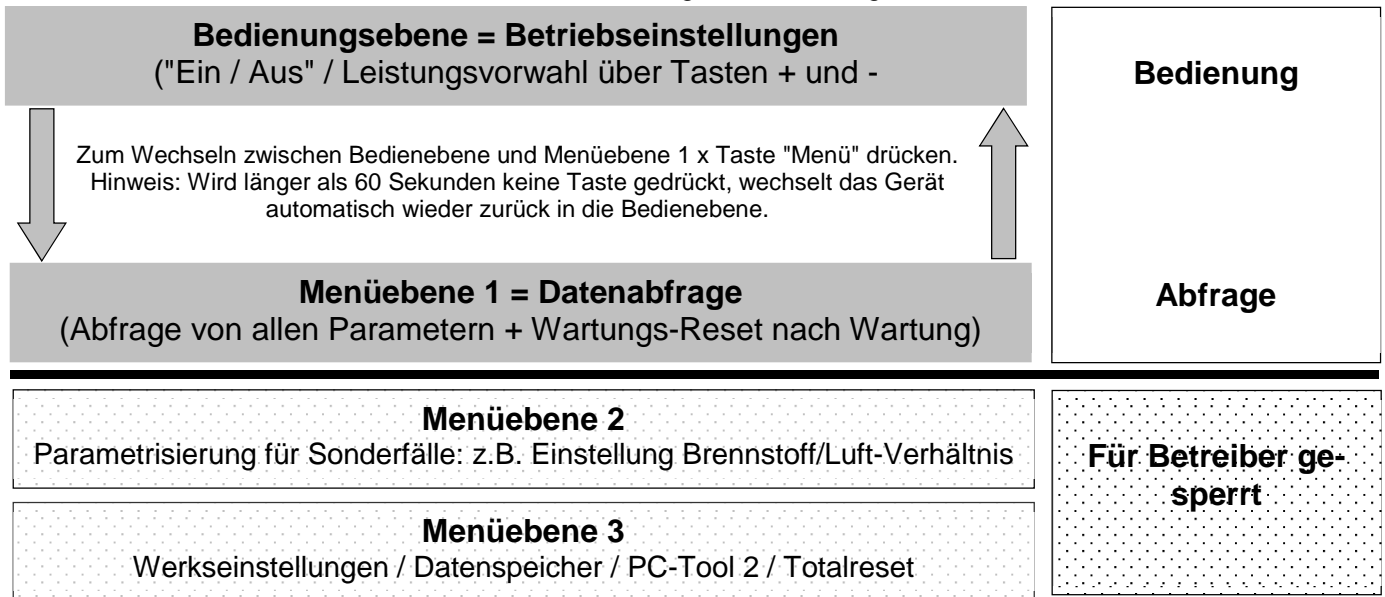 Bedienungsebene = Betriebseinstellungen
("Ein / Aus" / Leistungsvorwahl über Tasten + und -
Bedienung
Zum Wechseln zwischen Bedienebene und Menüebene 1 x Taste "Menü" drücken.
Hinweis: Wird länger als 60 Sekunden keine Taste gedrückt, wechselt das Gerät
automatisch wieder zurück in die Bedienebene.
Menüebene 1 = Datenabfrage
(Abfrage von allen Parametern + Wartungs-Reset nach Wartung)
Abfrage
Menüebene 2
Parametrisierung für Sonderfälle: z.B. Einstellung Brennstoff/Luft-Verhältnis
Für Betreiber ge-
sperrt
Menüebene 3
Werkseinstellungen / Datenspeicher / PC-Tool 2 / Totalreset